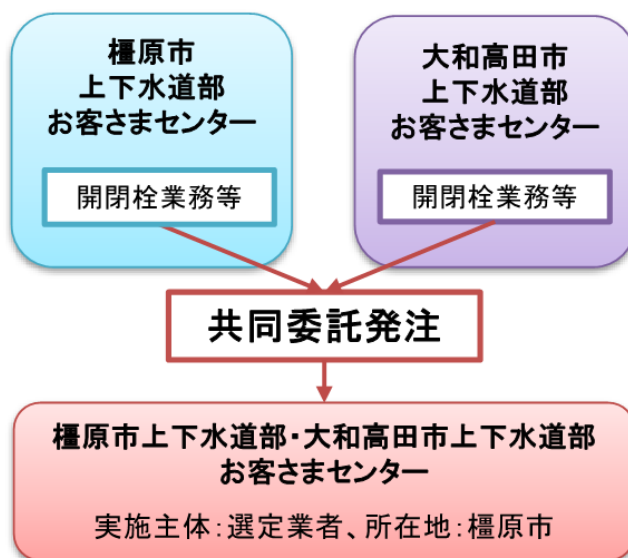 橿原市
上下水道部
お客さまセンター
開閉栓業務等
大和高田市
上下水道部
お客さまセンター
開閉栓業務等
共同委託発注
橿原市上下水道部・大和高田市上下水道部
お客さまセンター
実施主体：選定業者、所在地：橿原市